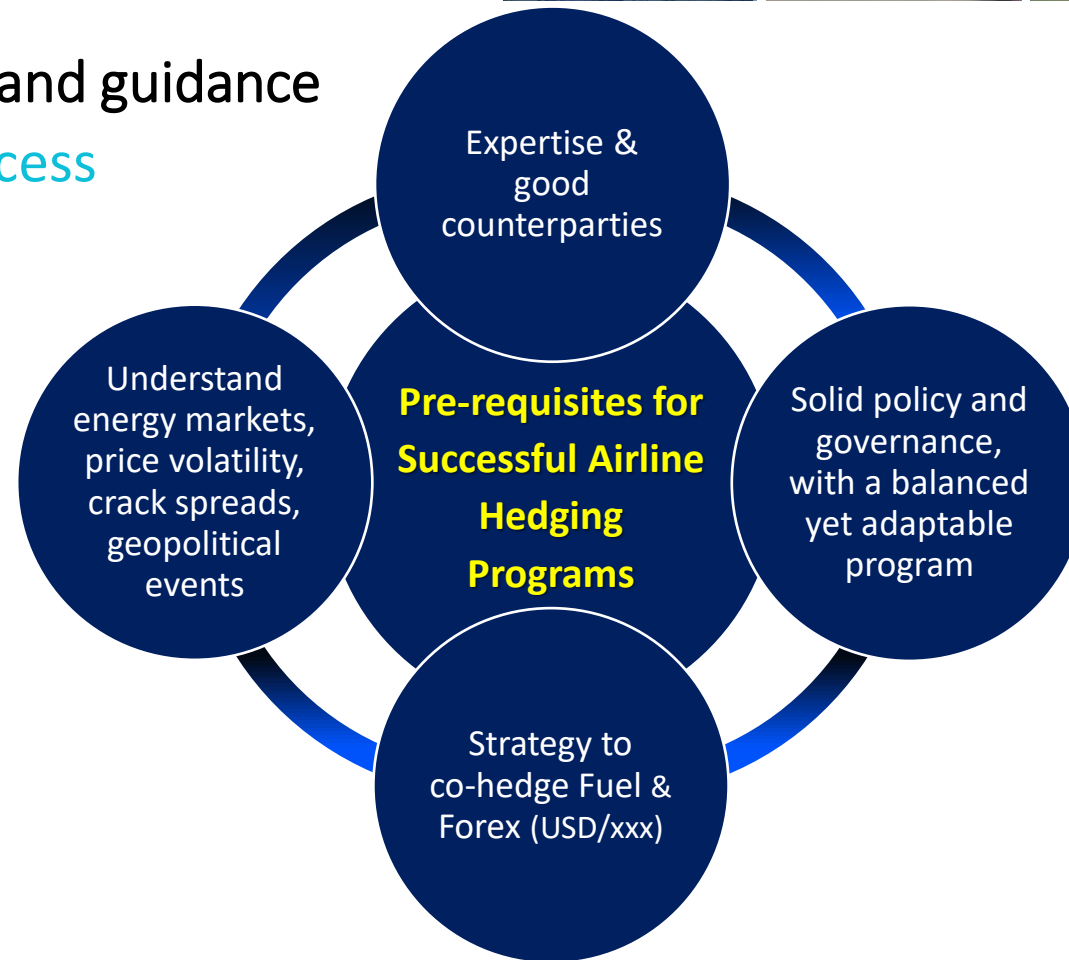 and guidance
cess
Expertise &
good
counterparties
Understand
energy markets,
price volatility,
crack spreads,
geopolitical
events
Pre-requisites for
Successful Airline
Hedging
Programs
Solid policy and
governance,
with a balanced
yet adaptable
program
Strategy to
co-hedge Fuel &
Forex (USD/xxx)